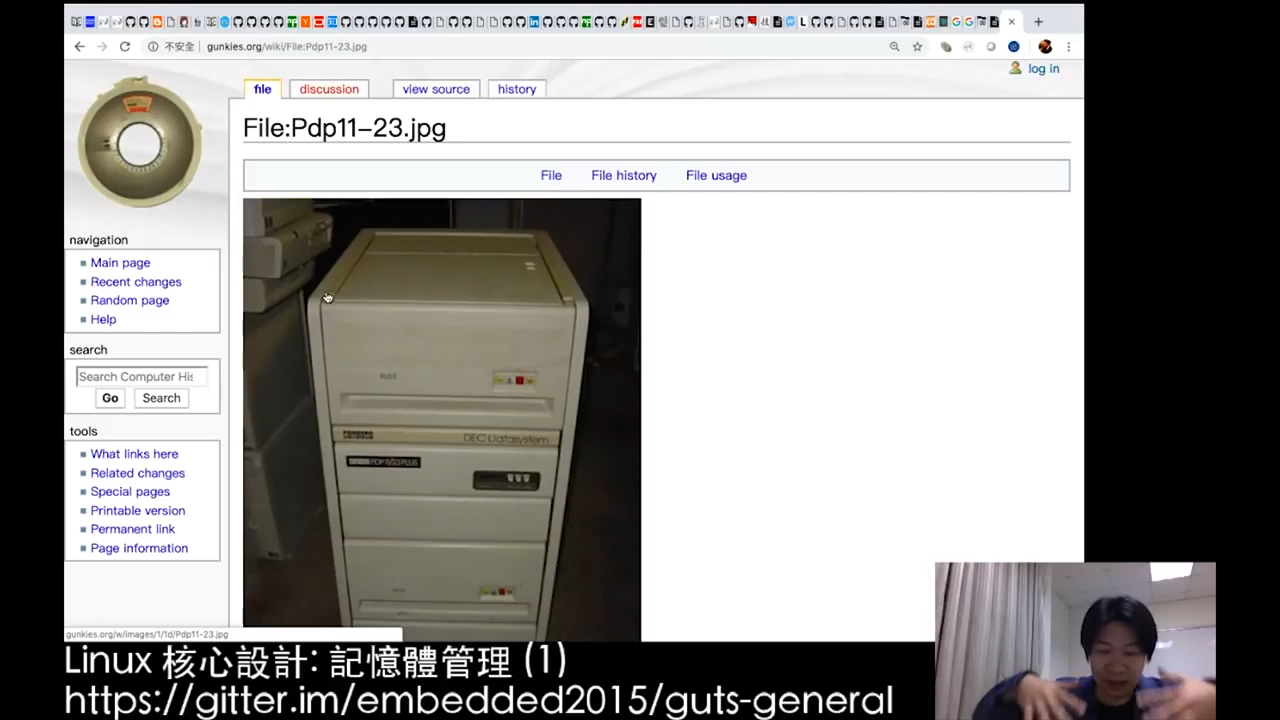 不安全 | gunkies.org/wiki/File:Pdp11-23.jpg
log in
file
discussion
view source
history
File:Pdp11-23.jpg
File
File history
File usage
navigation
Main page
Recent changes
Random page
Help
search
Search Computer His
Go
Search
tools
What links here
Related changes
Special pages
Printable version
Permanent link
Page information
DEC Datasystem
PDP11/23 PLUS
gunkies.org/w/images/1/1d/Pdp11-23.jpg
Linux 核心設計: 記憶體管理 (1)
https://gitter.im/embedded2015/guts-general